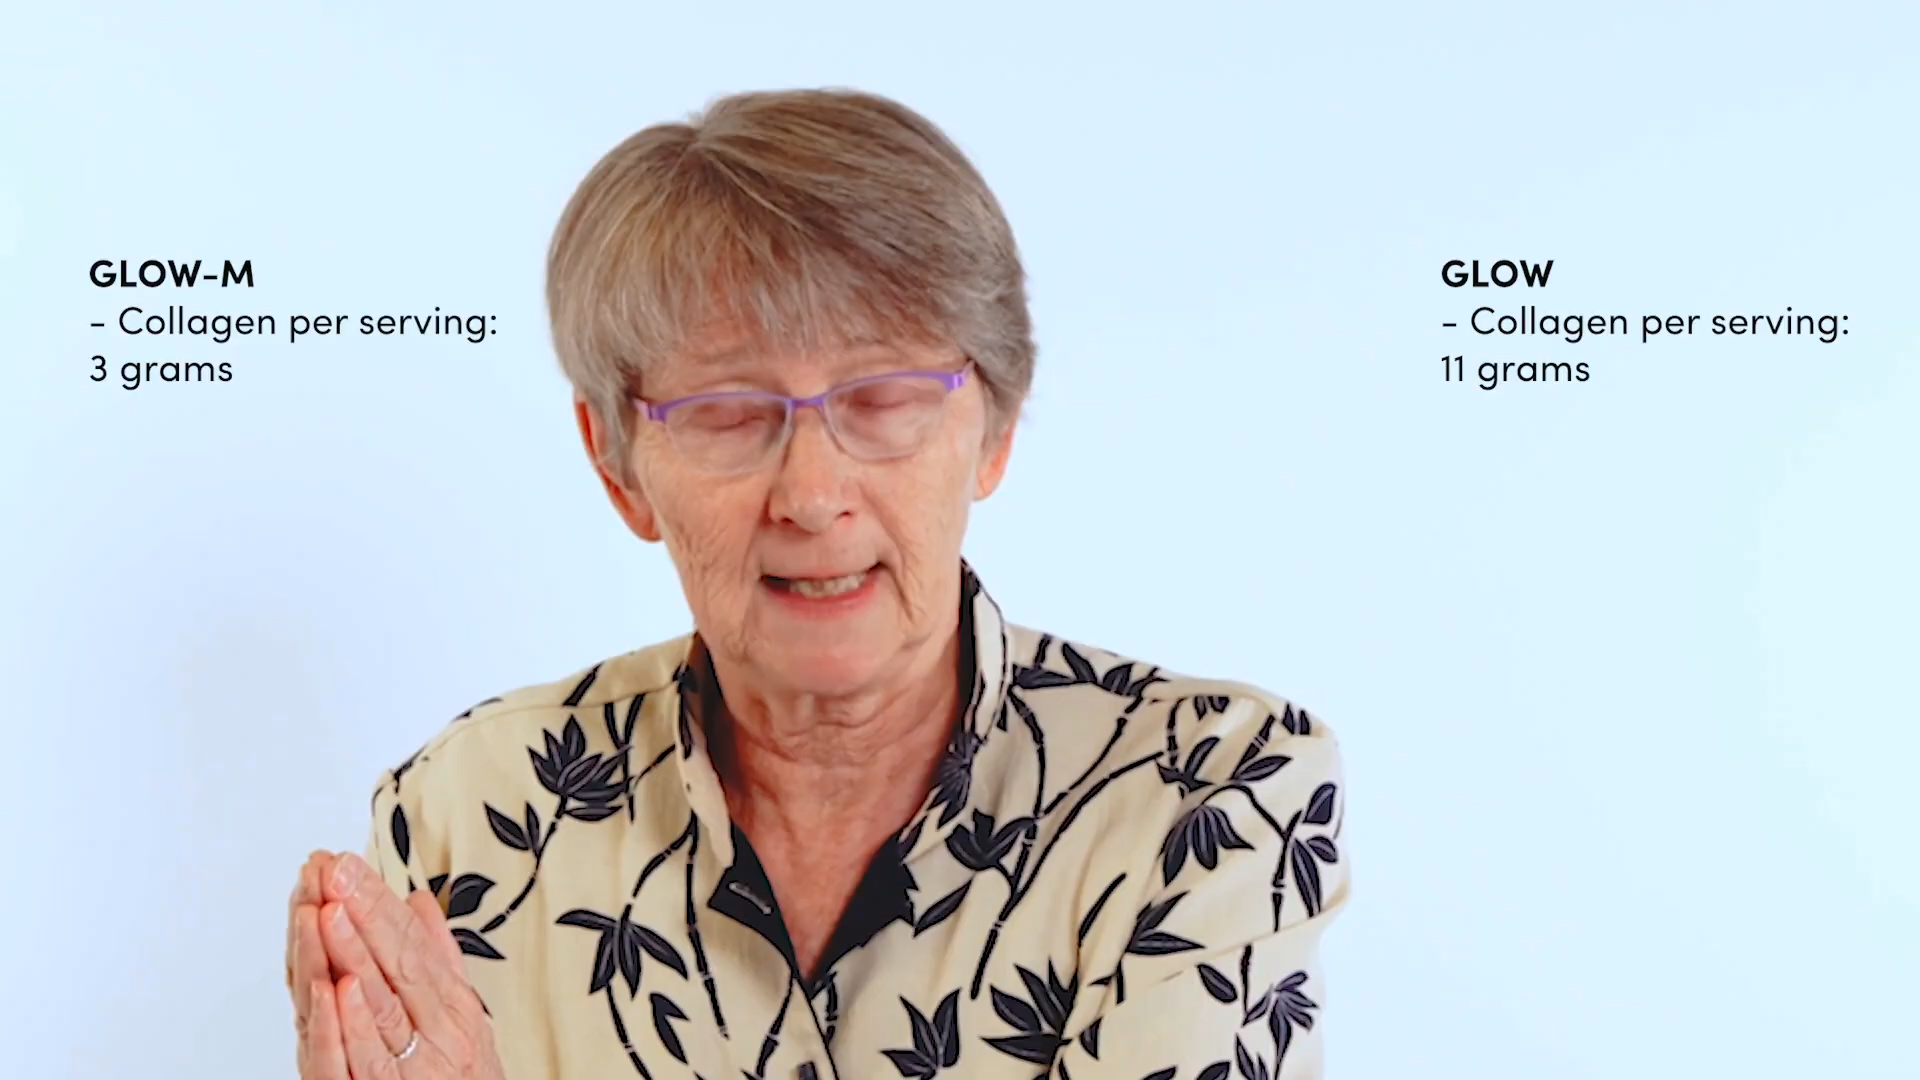 GLOW-M
- Collagen per serving:
3 grams
GLOW
- Collagen per serving:
11 grams